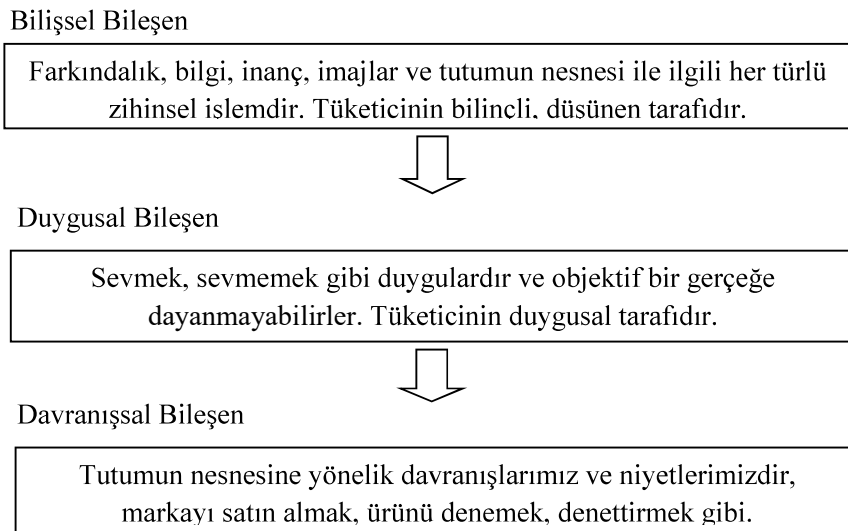 Bilişsel Bileşen
Farkındalık, bilgi, inanç, imajlar ve tutumun nesnesi ile ilgili her türlü
zihinsel islemdir. Tüketicinin bilinçli, düsünen tarafıdır.
Duygusal Bileşen
Sevmek, sevmemek gibi duygulardır ve objektif bir gerçeğe
dayanmayabilirler. Tüketicinin duygusal tarafıdır.
Davranışsal Bileşen
Tutumun nesnesine yönelik davranışlarımız ve niyetlerimizdir,
markayı satın almak, ürünü denemek, denettirmek gibi.